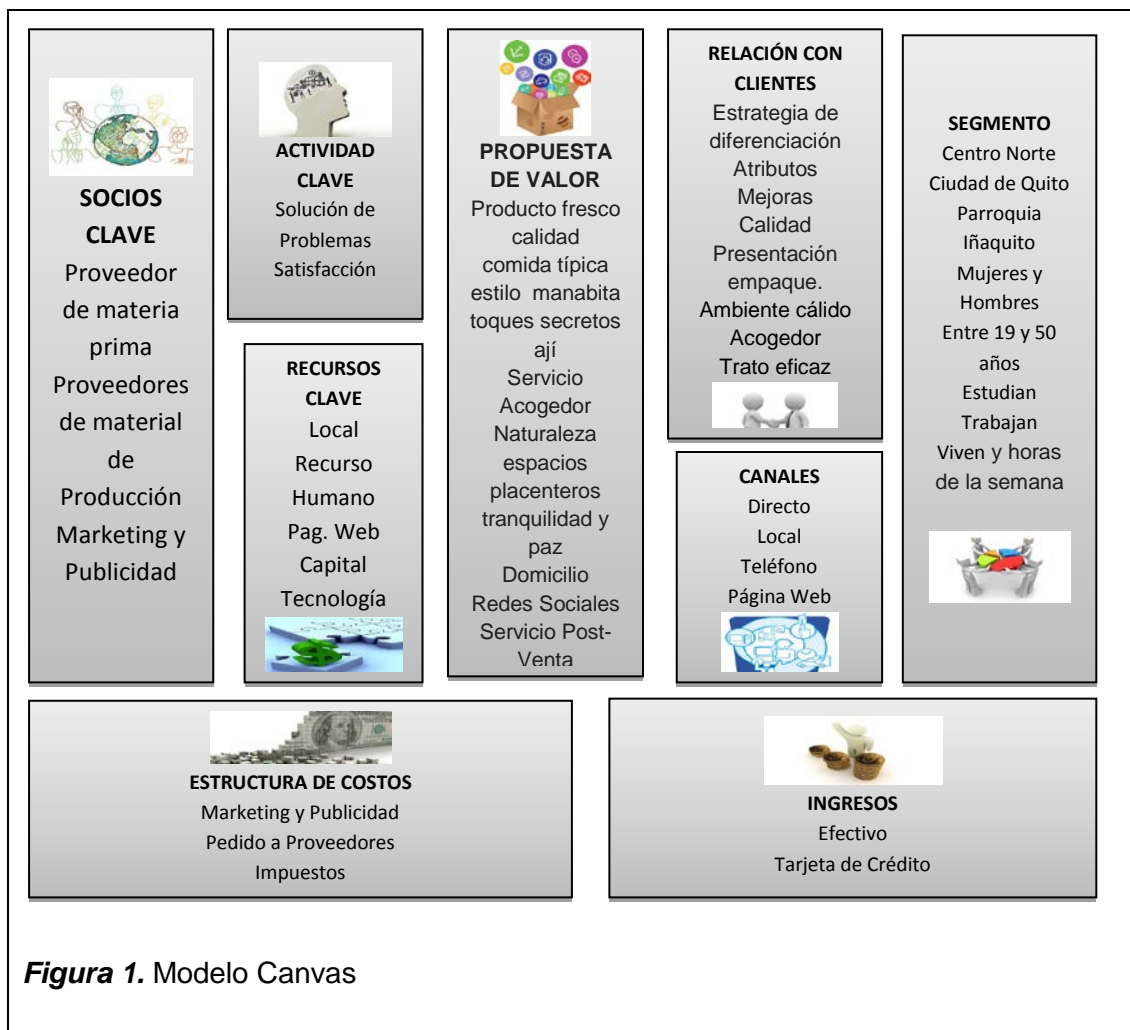 SOCIOS
CLAVE
Proveedor
de materia
prima
Proveedores
de material
de
Producción
Marketing y
Publicidad
ACTIVIDAD
CLAVE
Solución de
Problemas
Satisfacción
RECURSOS
CLAVE
Local
Recurso
Humano
Pag. Web
Capital
Tecnología
PROPUESTA
DE VALOR
Producto fresco
calidad
comida típica
estilo manabita
toques secretos
ají
Servicio
Acogedor
Naturaleza
espacios
placenteros
tranquilidad y
paz
Domicilio
Redes Sociales
Servicio Post-
Venta
RELACIÓN CON
CLIENTES
Estrategia de
diferenciación
Atributos
Mejoras
Calidad
Presentación
empaque.
Ambiente cálido
Acogedor
Trato eficaz
CANALES
Directo
Local
Teléfono
Página Web
SEGMENTO
Centro Norte
Ciudad de Quito
Parroquia
Iñaquito
Mujeres y
Hombres
Entre 19 y 50
años
Estudian
Trabajan
Viven y horas
de la semana
ESTRUCTURA DE COSTOS
Marketing y Publicidad
Pedido a Proveedores
Impuestos
INGRESOS
Efectivo
Tarjeta de Crédito
Figura 1. Modelo Canvas